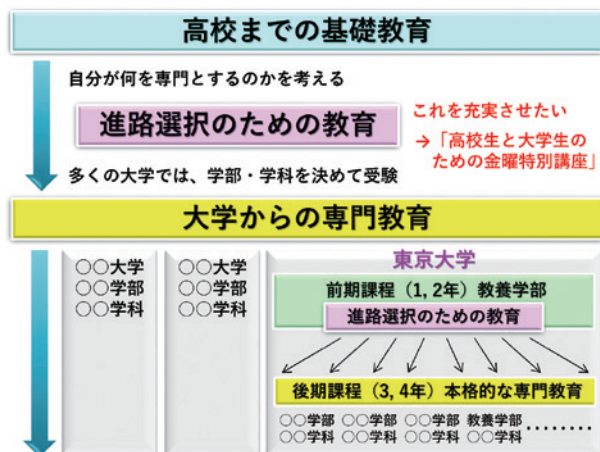 高校までの基礎教育
自分が何を専門とするのかを考える
進路選択のための教育
これを充実させたい
→「高校生と大学生の
ための金曜特別講座」
多くの大学では、学部・学科を決めて受験
大学からの専門教育
○○大学
○○学部
○○学科
○○大学
○○学部
○○学科
東京大学
前期課程（1, 2年）教養学部
進路選択のための教育
後期課程（3, 4年）本格的な専門教育
○○学部 ○○学部 ○○学部 教養学部
○○学科 ○○学科 ○○学科 ○○学科 ………